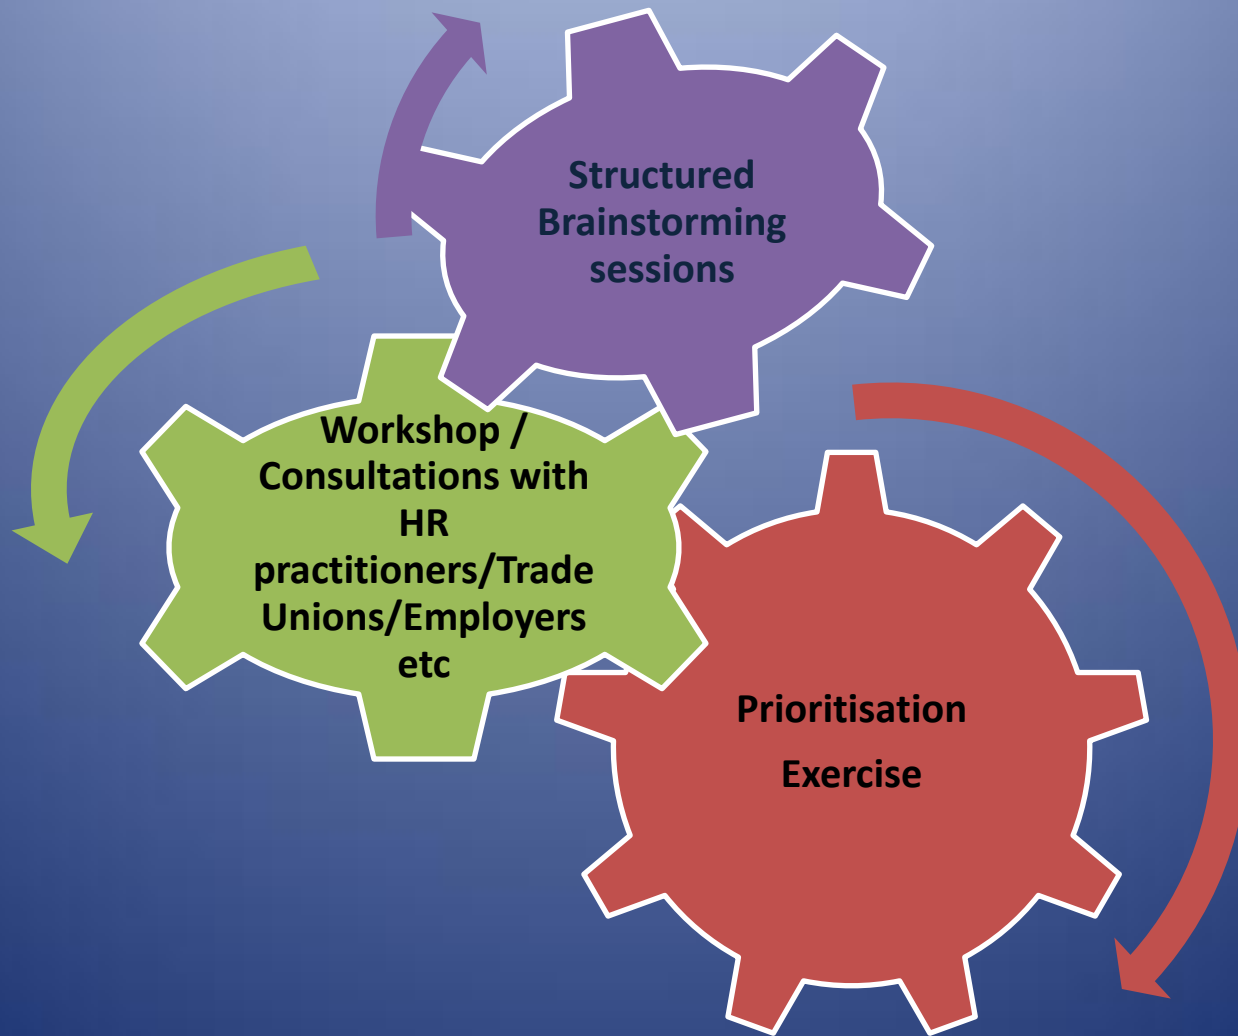 Structured
Brainstorming
sessions
Workshop /
Consultations with
HR
practitioners/Trade
Unions/Employers
etc
Prioritisation
Exercise